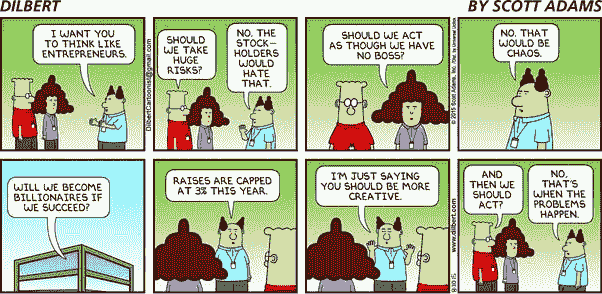 DILBERT
BY SCOTT ADAMS
I WANT YOU
TO THINK LIKE
ENTREPRENEURS.
DilbertCartoonist@gmail.com
SHOULD
WE TAKE
HUGE
RISKS?
NO. THE
STOCK-
HOLDERS
WOULD
HATE
THAT.
SHOULD WE ACT
AS THOUGH WE HAVE
NO BOSS?
NO. THAT
WOULD BE
CHAOS.
WILL WE BECOME
BILLIONAIRES IF
WE SUCCEED?
RAISES ARE CAPPED
AT 3% THIS YEAR.
I'M JUST SAYING
YOU SHOULD BE MORE
CREATIVE.
www.dilbert.com
AND
THEN WE
SHOULD
ACT?
NO,
THAT'S
WHEN THE
PROBLEMS
HAPPEN.